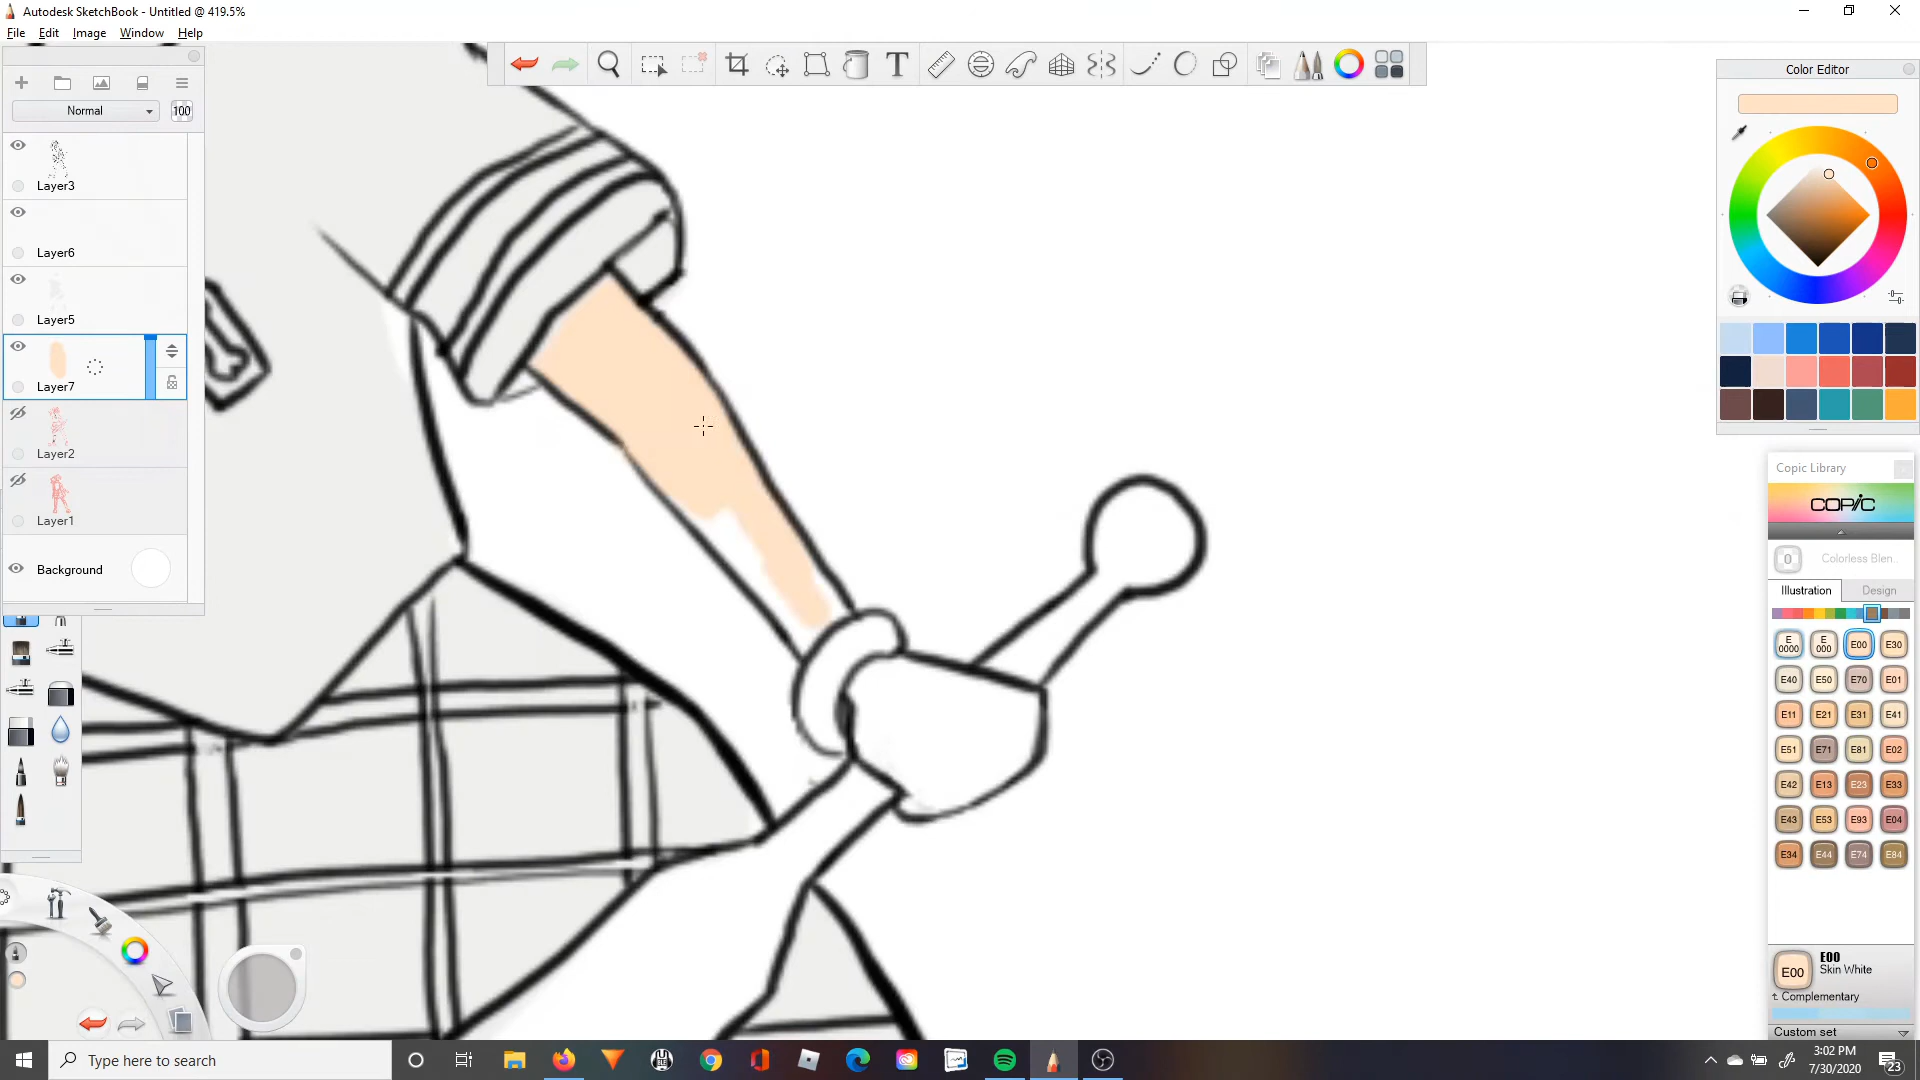 Autodesk SketchBook - Untitled @ 419.5%
File Edit Image Window Help
Normal 100
Layer3
Layer6
Layer5
Layer7
Layer2
Layer1
Background
T
Color Editor
Copic Library
COPIC
0 Colorless Blen...
Illustration Design
E0000 E000 E00 E30
E40 E50 E70 E01
E11 E21 E31 E41
E51 E71 E81 E02
E42 E13 E23 E33
E43 E53 E93 E04
E34 E44 E74 E84
E00
E00
Skin White
Complementary
Custom set
Type here to search
3:02 PM
7/30/2020
23